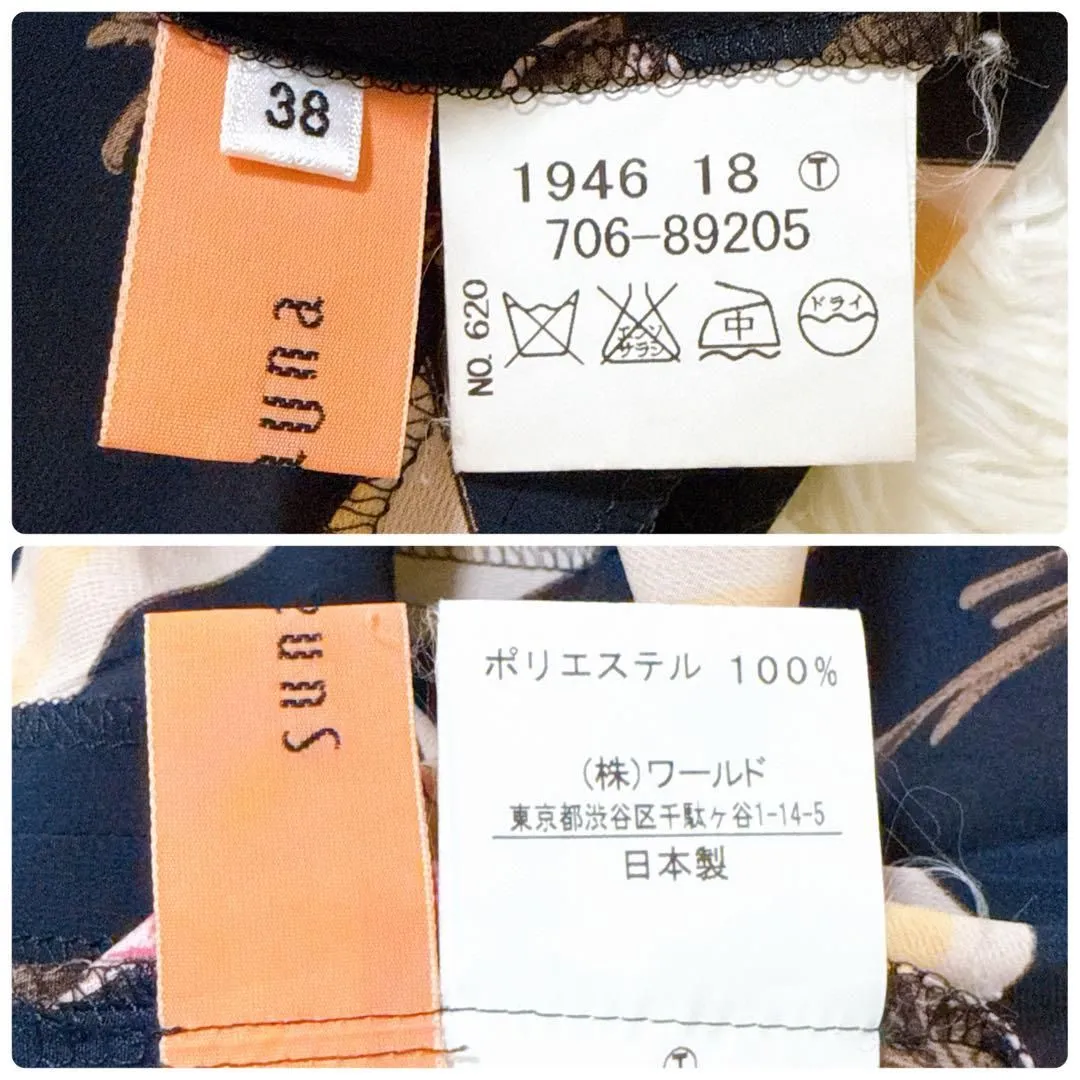 38
auna
1946 18 Ⓣ
706-89205
NO. 620
エンソ
サラシ
中
ドライ
Suna
ポリエステル 100%
(株)ワールド
東京都渋谷区千駄ヶ谷1-14-5
日本製
Ⓣ